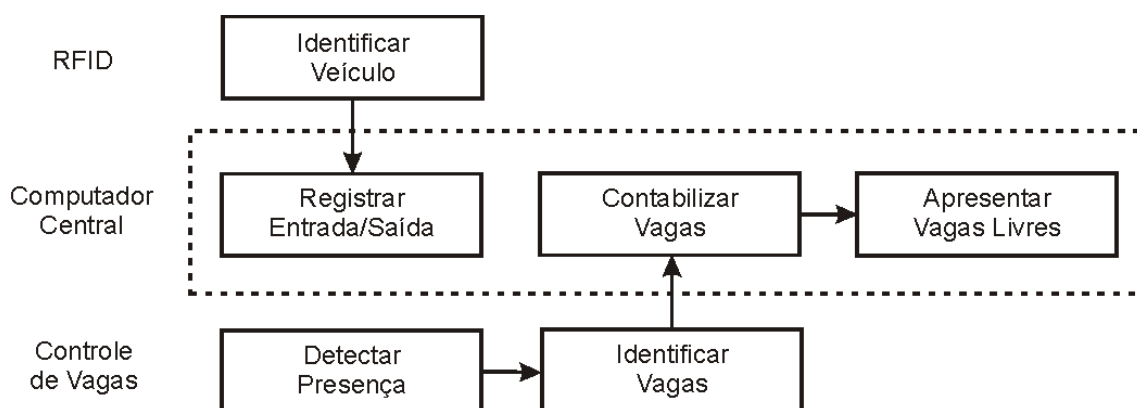 RFID
Identificar
Veículo
Computador
Central
Registrar
Entrada/Saída
Contabilizar
Vagas
Apresentar
Vagas Livres
Controle
de Vagas
Detectar
Presença
Identificar
Vagas